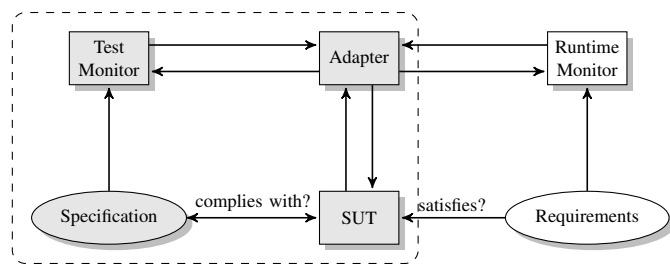 Test
Monitor
Adapter
Runtime
Monitor
Specification
complies with?
SUT
satisfies?
Requirements